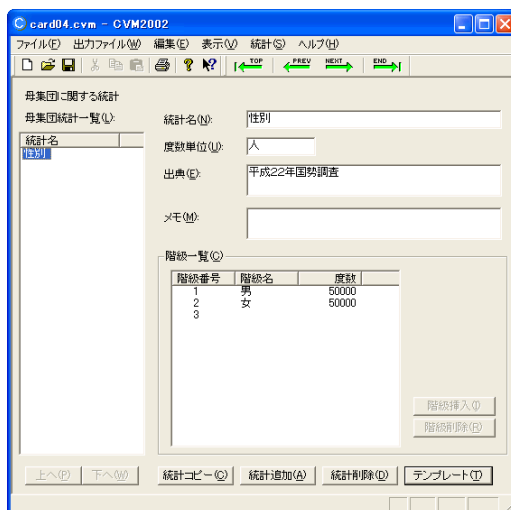 card04.cvm - CVM2002
ファイル(F) 出力ファイル(W) 編集(E) 表示(V) 統計(S) ヘルプ(H)
TOP PREV NEXT END
母集団に関する統計
母集団統計一覧(L):
統計名
性別
統計名(N): 性別
度数単位(U): 人
出典(E): 平成22年国勢調査
メモ(M):
階級一覧(C)
階級番号 階級名 度数
1 男 50000
2 女 50000
3
階級挿入(I)
階級削除(R)
上へ(P) 下へ(W) 統計コピー(C) 統計追加(A) 統計削除(D) テンプレート(T)